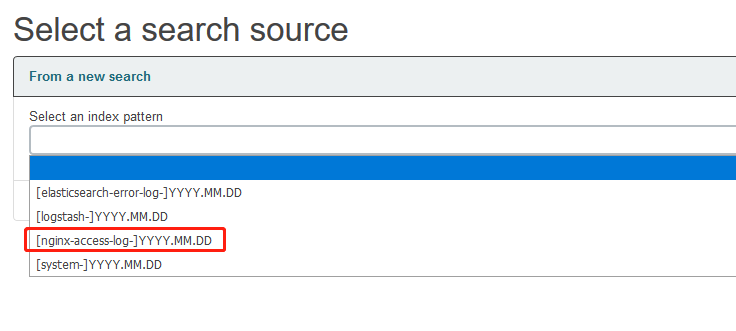 Select a search source
From a new search
Select an index pattern
[elasticsearch-error-log-]YYYY.MM.DD
[logstash-]YYYY.MM.DD
[nginx-access-log-]YYYY.MM.DD
[system-]YYYY.MM.DD